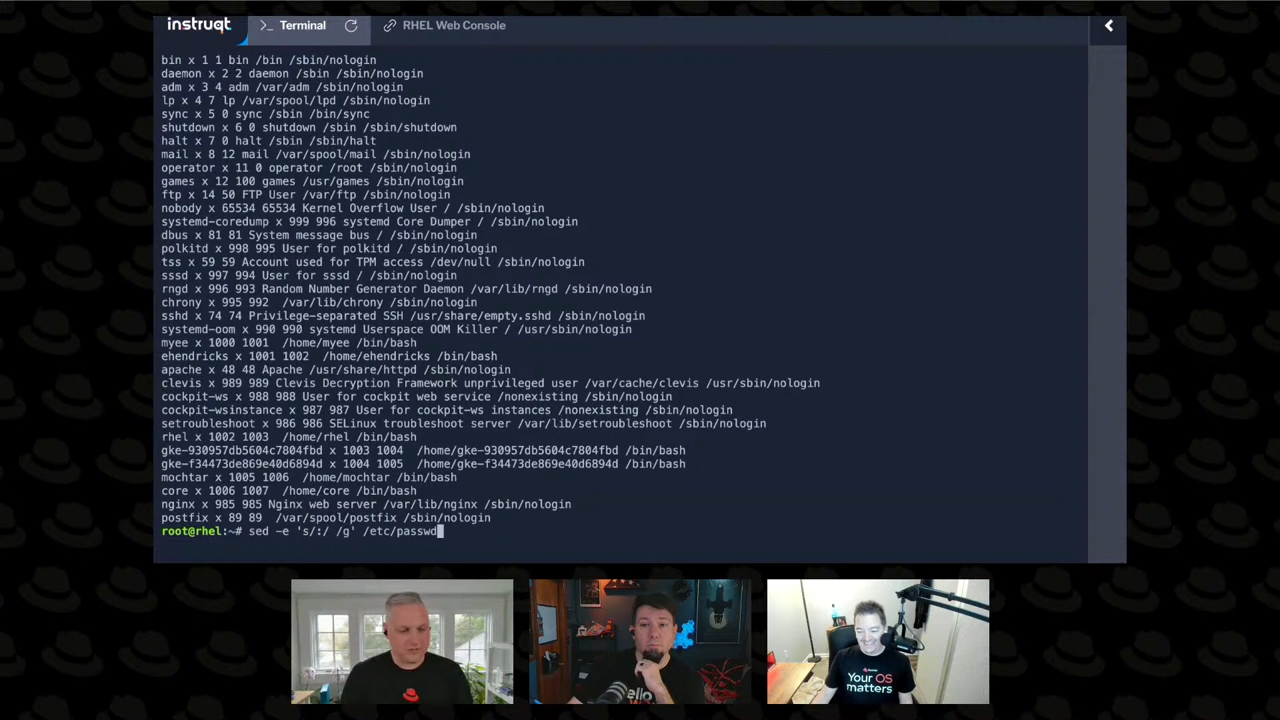 instruqt
>_ Terminal
RHEL Web Console
bin x 1 1 bin /bin /sbin/nologin
daemon x 2 2 daemon /sbin /sbin/nologin
adm x 3 4 adm /var/adm /sbin/nologin
lp x 4 7 lp /var/spool/lpd /sbin/nologin
sync x 5 0 sync /sbin /bin/sync
shutdown x 6 0 shutdown /sbin /sbin/shutdown
halt x 7 0 halt /sbin /sbin/halt
mail x 8 12 mail /var/spool/mail /sbin/nologin
operator x 11 0 operator /root /sbin/nologin
games x 12 100 games /usr/games /sbin/nologin
ftp x 14 50 FTP User /var/ftp /sbin/nologin
nobody x 65534 65534 Kernel Overflow User / /sbin/nologin
systemd-coredump x 999 996 systemd Core Dumper / /sbin/nologin
dbus x 81 81 System message bus / /sbin/nologin
polkitd x 998 995 User for polkitd / /sbin/nologin
tss x 59 59 Account used for TPM access /dev/null /sbin/nologin
sssd x 997 994 User for sssd / /sbin/nologin
rngd x 996 993 Random Number Generator Daemon /var/lib/rngd /sbin/nologin
chrony x 995 992  /var/lib/chrony /sbin/nologin
sshd x 74 74 Privilege-separated SSH /usr/share/empty.sshd /sbin/nologin
systemd-oom x 990 990 systemd Userspace OOM Killer / /usr/sbin/nologin
myee x 1000 1001  /home/myee /bin/bash
ehendricks x 1001 1002  /home/ehendricks /bin/bash
apache x 48 48 Apache /usr/share/httpd /sbin/nologin
clevis x 989 989 Clevis Decryption Framework unprivileged user /var/cache/clevis /usr/sbin/nologin
cockpit-ws x 988 988 User for cockpit web service /nonexisting /sbin/nologin
cockpit-wsinstance x 987 987 User for cockpit-ws instances /nonexisting /sbin/nologin
setroubleshoot x 986 986 SELinux troubleshoot server /var/lib/setroubleshoot /sbin/nologin
rhel x 1002 1003  /home/rhel /bin/bash
gke-930957db5604c7804fbd x 1003 1004  /home/gke-930957db5604c7804fbd /bin/bash
gke-f34473de869e40d6894d x 1004 1005  /home/gke-f34473de869e40d6894d /bin/bash
mochtar x 1005 1006  /home/mochtar /bin/bash
core x 1006 1007  /home/core /bin/bash
nginx x 985 985 Nginx web server /var/lib/nginx /sbin/nologin
postfix x 89 89  /var/spool/postfix /sbin/nologin
root@rhel:~# sed -e 's/:/ /g' /etc/passwd
Your OS
matters